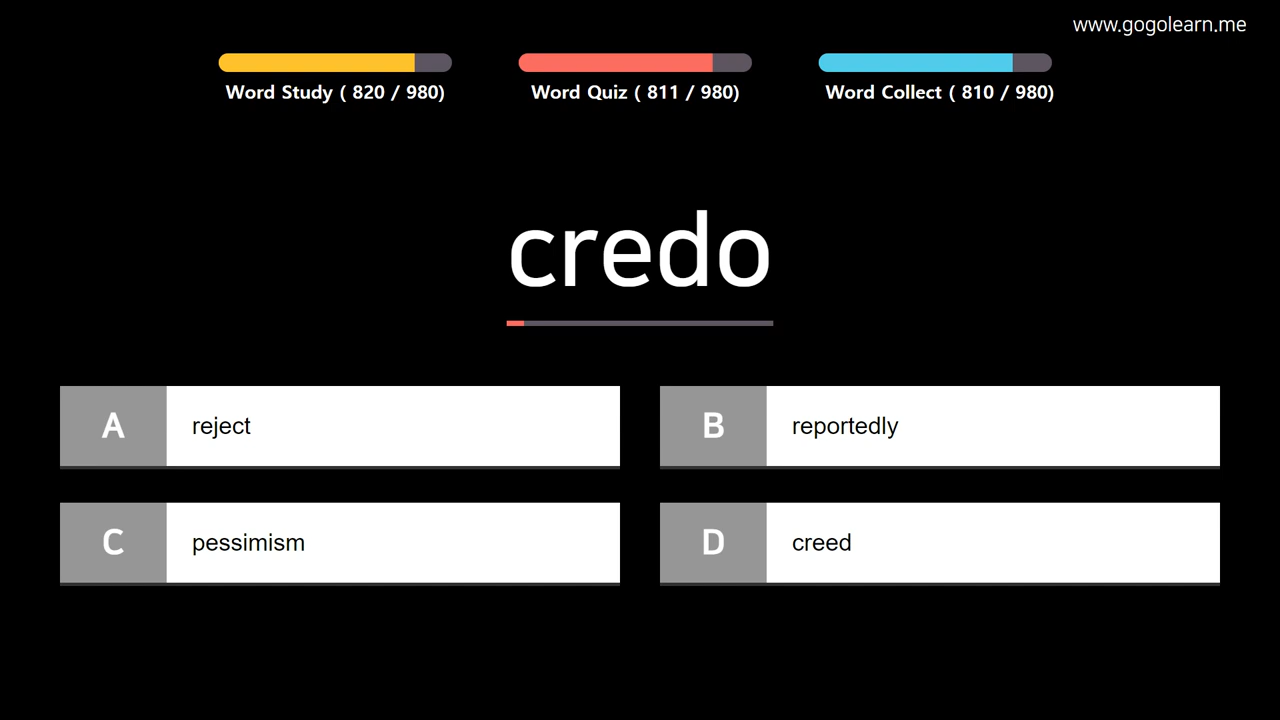 www.gogolearn.me
Word Study ( 820 / 980)
Word Quiz ( 811 / 980)
Word Collect ( 810 / 980)
credo
A reject
B reportedly
C pessimism
D creed